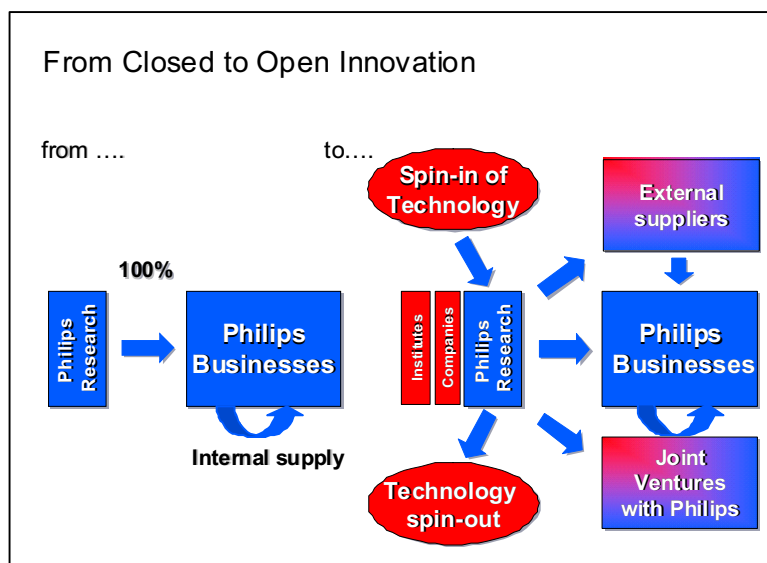 From Closed to Open Innovation
from ....
to....
100%
Philips
Research
Philips
Businesses
Internal supply
Spin-in of
Technology
Institutes
Companies
Philips
Research
Technology
spin-out
External
suppliers
Philips
Businesses
Joint
Ventures
with Philips